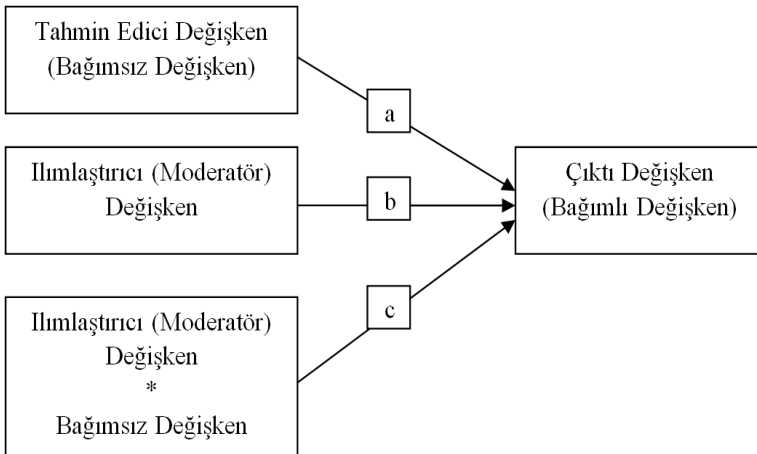 Tahmin Edici Değişken
(Bağımsız Değişken)
a
Ilımlaştırıcı (Moderatör)
Değişken
b
Çıktı Değişken
(Bağımlı Değişken)
c
Ilımlaştırıcı (Moderatör)
Değişken
*
Bağımsız Değişken